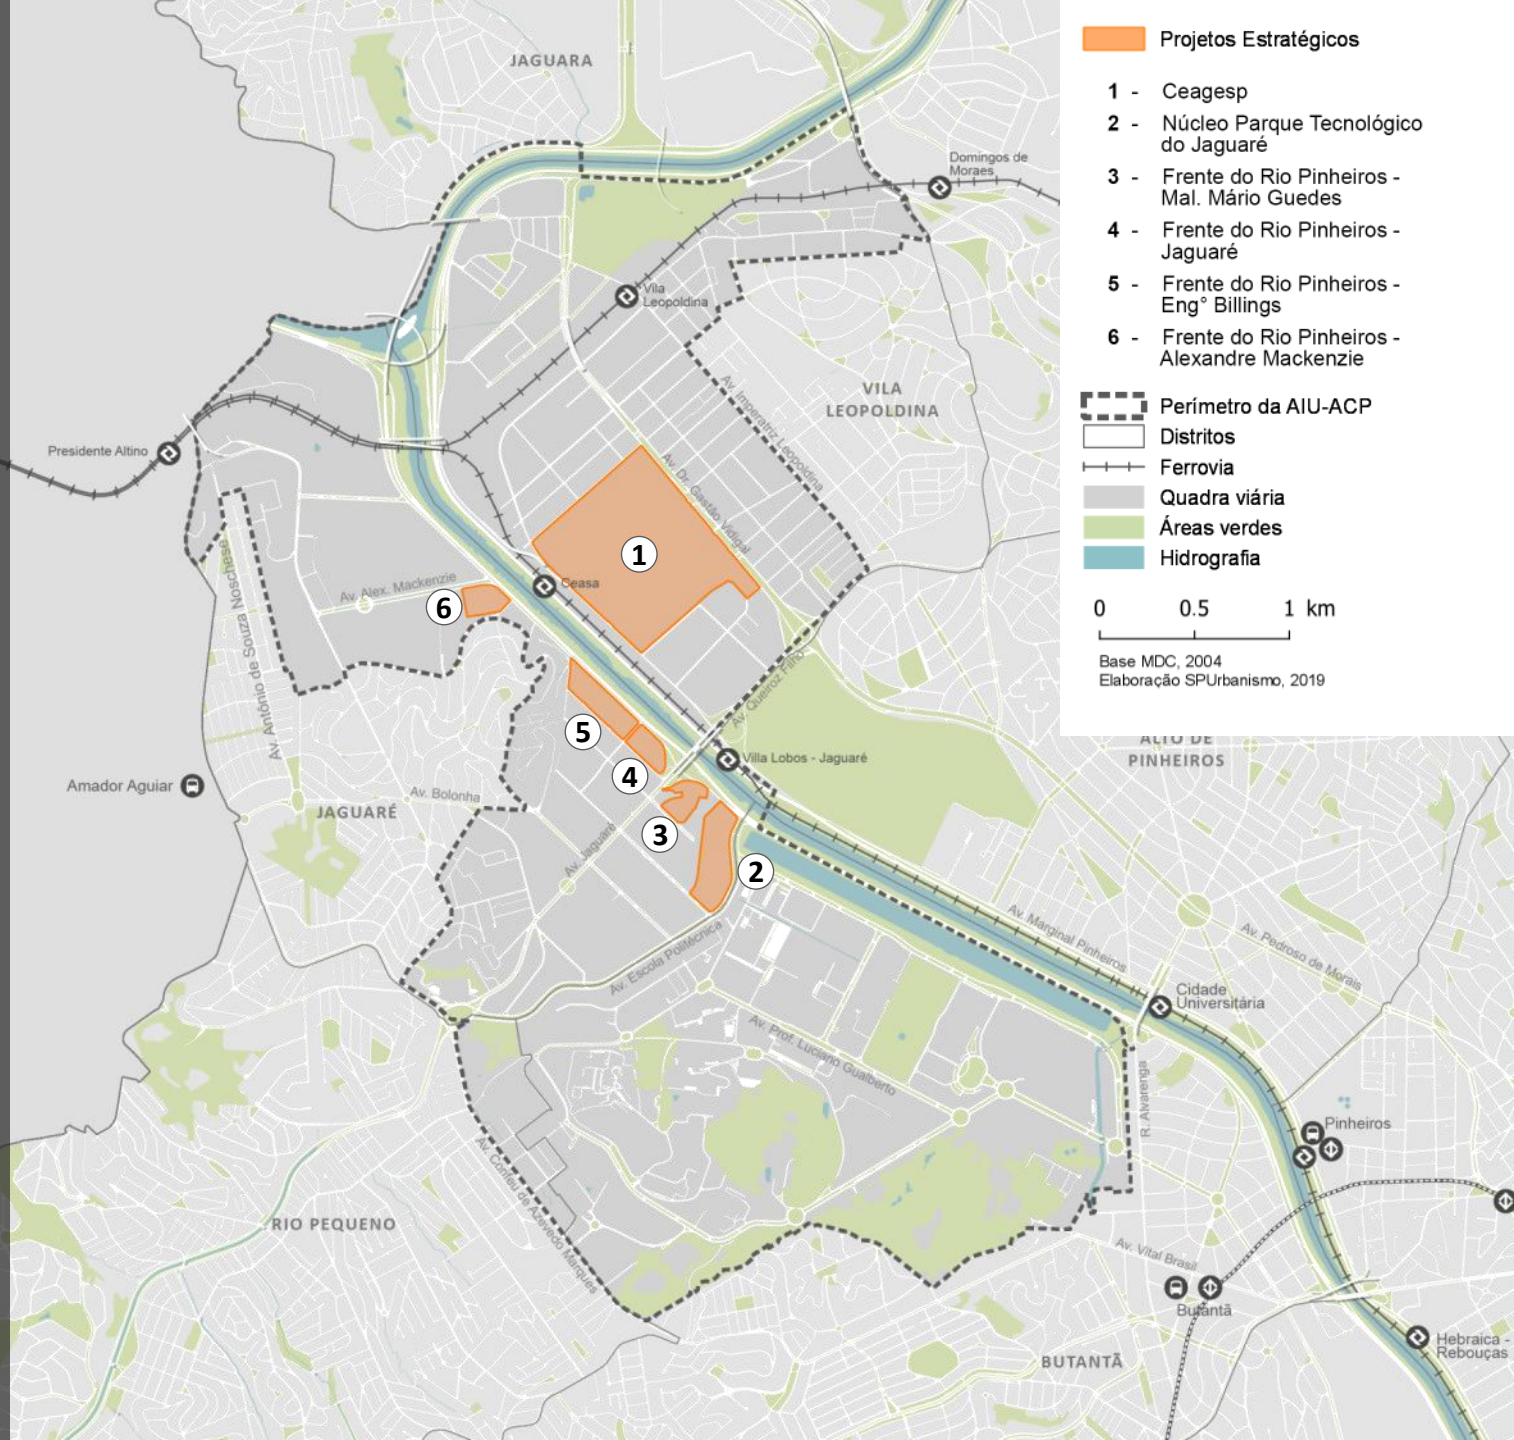 Projetos Estratégicos
1 - Ceagesp
2 - Núcleo Parque Tecnológico
do Jaguaré
3 - Frente do Rio Pinheiros -
Mal. Mário Guedes
4 - Frente do Rio Pinheiros -
Jaguaré
5 - Frente do Rio Pinheiros -
Eng° Billings
6 - Frente do Rio Pinheiros -
Alexandre Mackenzie
Perímetro da AIU-ACP
Distritos
Ferrovia
Quadra viária
Áreas verdes
Hidrografia
0 0.5 1 km
Base MDC, 2004
Elaboração SPUrbanismo, 2019
JAGUARA
Domingos de
Moraes
Vila
Leopoldina
VILA
LEOPOLDINA
Av. Imperatriz Leopoldina
Presidente Altino
Av. Dr. Gastão Vidigal
1
Ceasa
Av. Alex. Mackenzie
6
Av. Antônio de Souza Noschese
Av. Queiroz Filho
5
4
Villa Lobos - Jaguaré
ALTO DE
PINHEIROS
Amador Aguiar
Av. Bolonha
JAGUARÉ
3
Av. Jaguaré
2
Av. Marginal Pinheiros
Av. Pedroso de Morais
Av. Escola Politécnica
Cidade
Universitária
Av. Prof. Luciano Gualberto
R. Alvarenga
Pinheiros
Av. Corifeu de Azevedo Marques
RIO PEQUENO
Av. Vital Brasil
Butantã
BUTANTÃ
Hebraica -
Rebouças